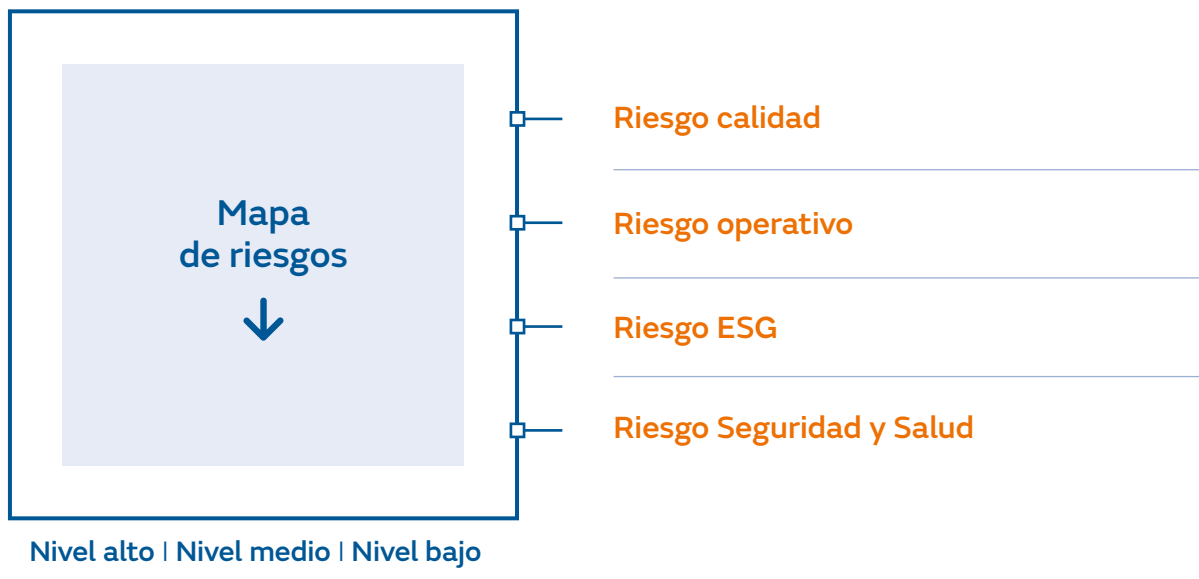 Mapa
de riesgos
Riesgo calidad
Riesgo operativo
Riesgo ESG
Riesgo Seguridad y Salud
Nivel alto | Nivel medio | Nivel bajo